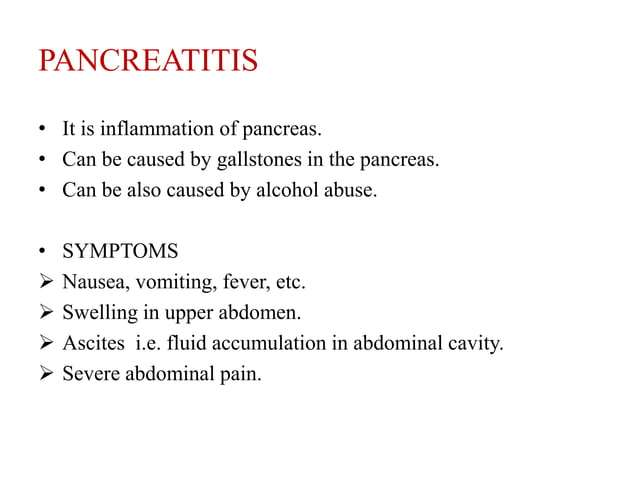 PANCREATITIS
• It is inflammation of pancreas.
• Can be caused by gallstones in the pancreas.
• Can be also caused by alcohol abuse.
• SYMPTOMS
➢ Nausea, vomiting, fever, etc.
➢ Swelling in upper abdomen.
➢ Ascites  i.e. fluid accumulation in abdominal cavity.
➢ Severe abdominal pain.